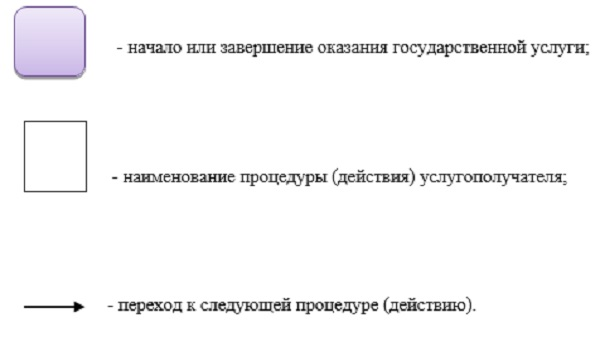 - начало или завершение оказания государственной услуги;
- наименование процедуры (действия) услугополучателя;
- переход к следующей процедуре (действию).